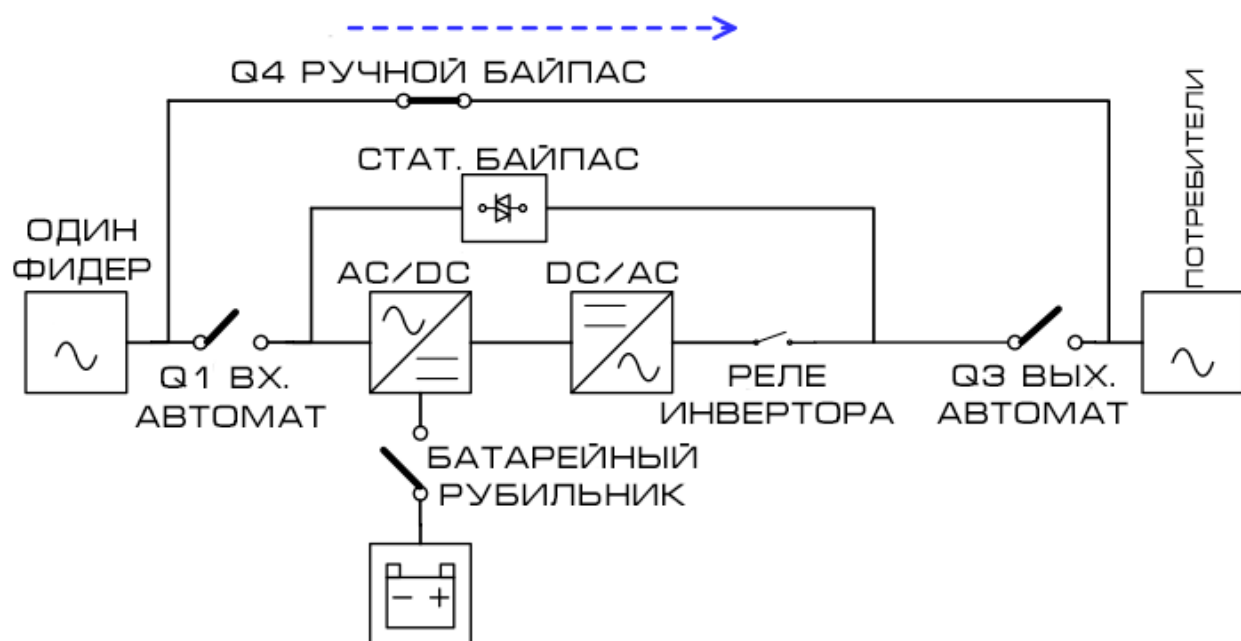 Q4 РУЧНОЙ БАЙПАС
СТАТ. БАЙПАС
ОДИН
ФИДЕР
AC/DC
DC/AC
ПОТРЕБИТЕЛИ
Q1 ВХ.
АВТОМАТ
РЕЛЕ
ИНВЕРТОРА
Q3 ВЫХ.
АВТОМАТ
БАТАРЕЙНЫЙ
РУБИЛЬНИК
- +